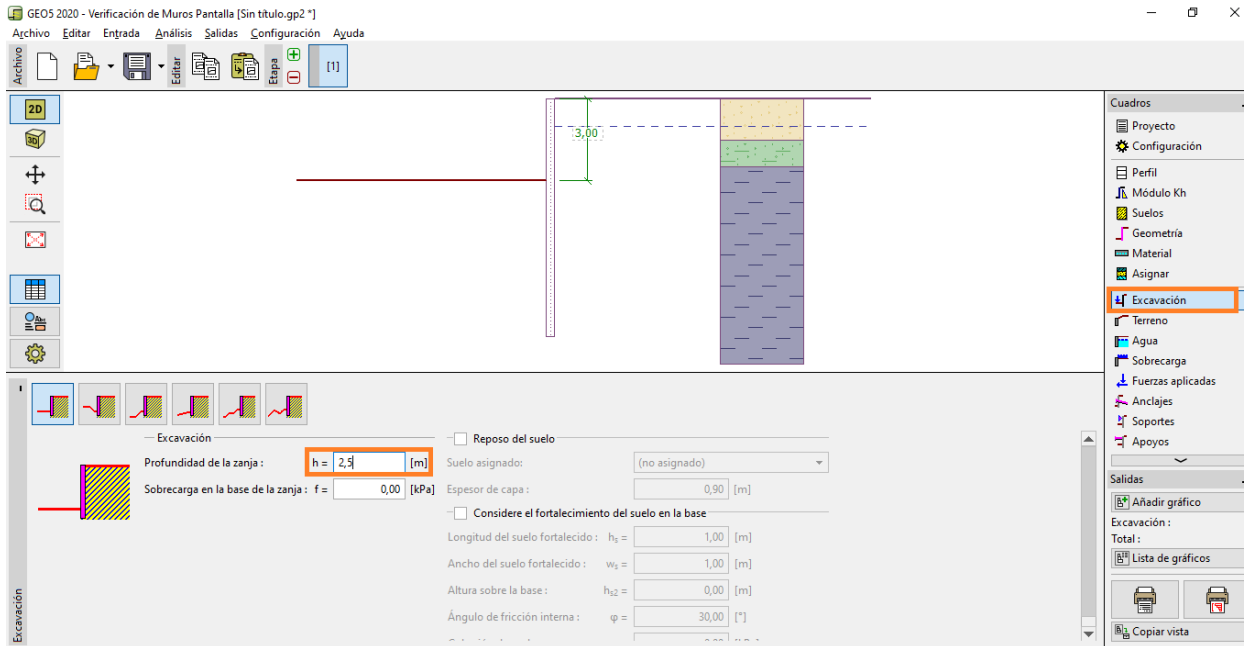 GEO5 2020 - Verificación de Muros Pantalla [Sin título.gp2 *]
Archivo Editar Entrada Análisis Salidas Configuración Ayuda
Archivo
Editar
Etapa
[1]
2D
3D
3,00
Cuadros
Proyecto
Configuración
Perfil
Módulo Kh
Suelos
Geometría
Material
Asignar
Excavación
Terreno
Agua
Sobrecarga
Fuerzas aplicadas
Anclajes
Soportes
Apoyos
Salidas
Añadir gráfico
Excavación :
Total :
Lista de gráficos
Copiar vista
Excavación
Excavación
Profundidad de la zanja : h = 2,5 [m]
Sobrecarga en la base de la zanja : f = 0,00 [kPa]
Reposo del suelo
Suelo asignado: (no asignado)
Espesor de capa : 0,90 [m]
Considere el fortalecimiento del suelo en la base
Longitud del suelo fortalecido : hs = 1,00 [m]
Ancho del suelo fortalecido : ws = 1,00 [m]
Altura sobre la base : hs2 = 0,00 [m]
Ángulo de fricción interna : φ = 30,00 [°]